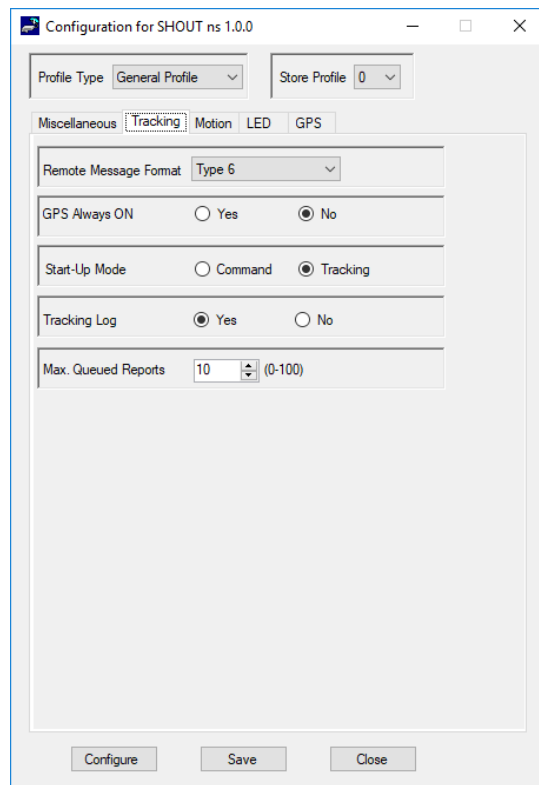 Configuration for SHOUT ns 1.0.0
Profile Type General Profile Store Profile 0
Miscellaneous Tracking Motion LED GPS
Remote Message Format Type 6
GPS Always ON Yes No
Start-Up Mode Command Tracking
Tracking Log Yes No
Max. Queued Reports 10 (0-100)
Configure Save Close